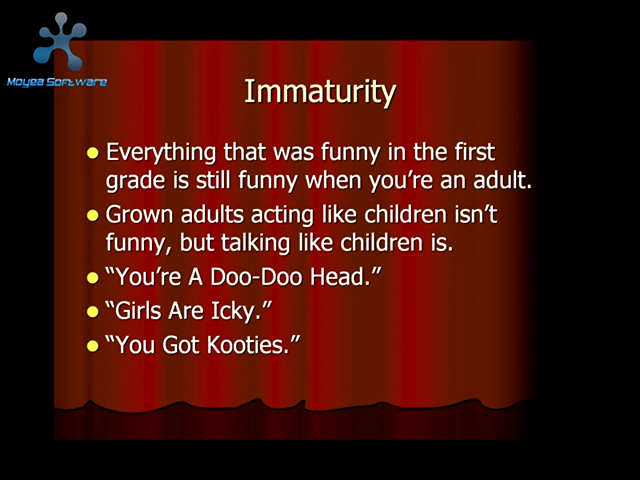 Moyea Software
Immaturity
Everything that was funny in the first
grade is still funny when you're an adult.
Grown adults acting like children isn't
funny, but talking like children is.
"You're A Doo-Doo Head."
"Girls Are Icky."
"You Got Kooties."